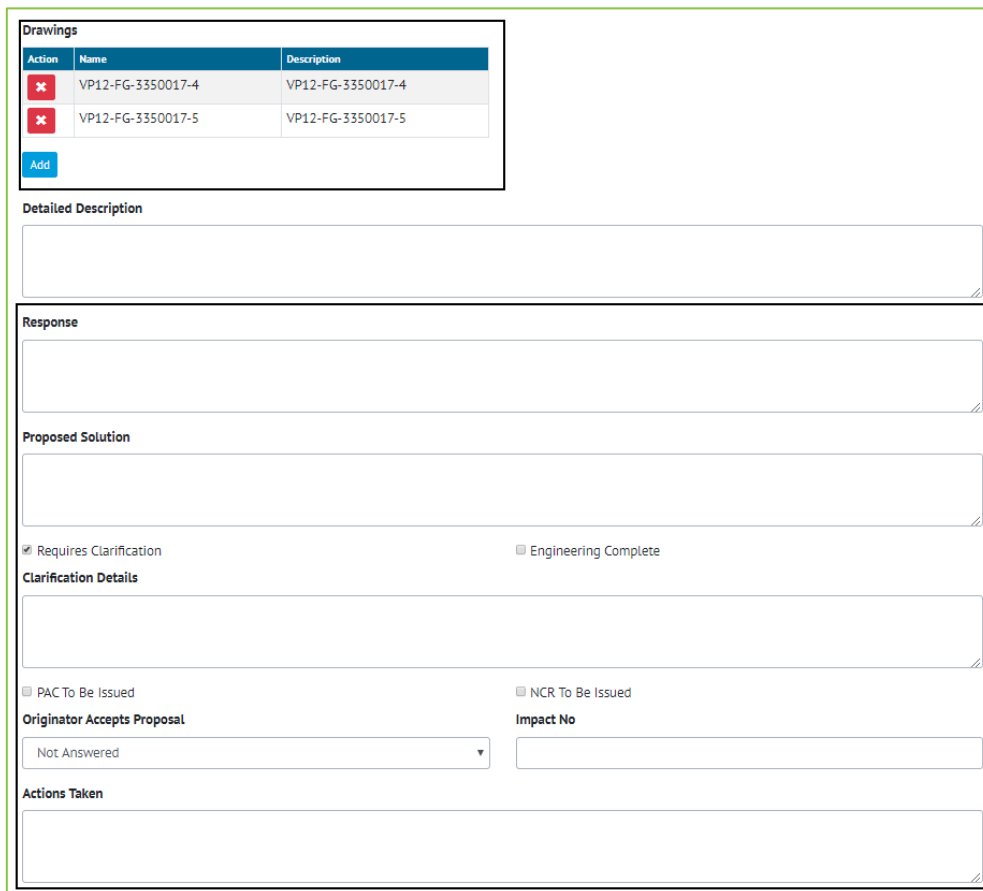 Drawings
Action Name Description
VP12-FG-3350017-4 VP12-FG-3350017-4
VP12-FG-3350017-5 VP12-FG-3350017-5
Add
Detailed Description
Response
Proposed Solution
Requires Clarification Engineering Complete
Clarification Details
PAC To Be Issued NCR To Be Issued
Originator Accepts Proposal Impact No
Not Answered
Actions Taken